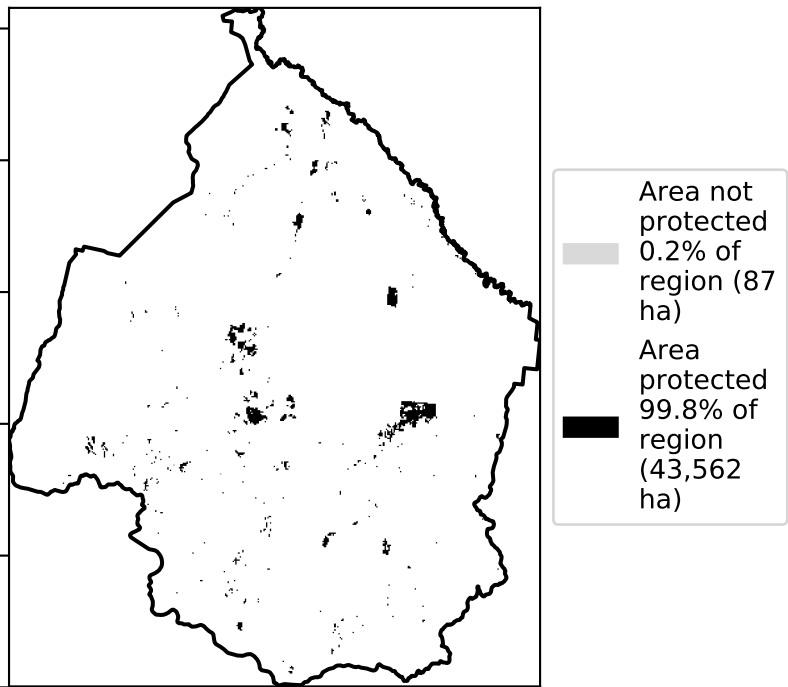 Area not
protected
0.2% of
region (87
ha)
Area
protected
99.8% of
region
(43,562
ha)